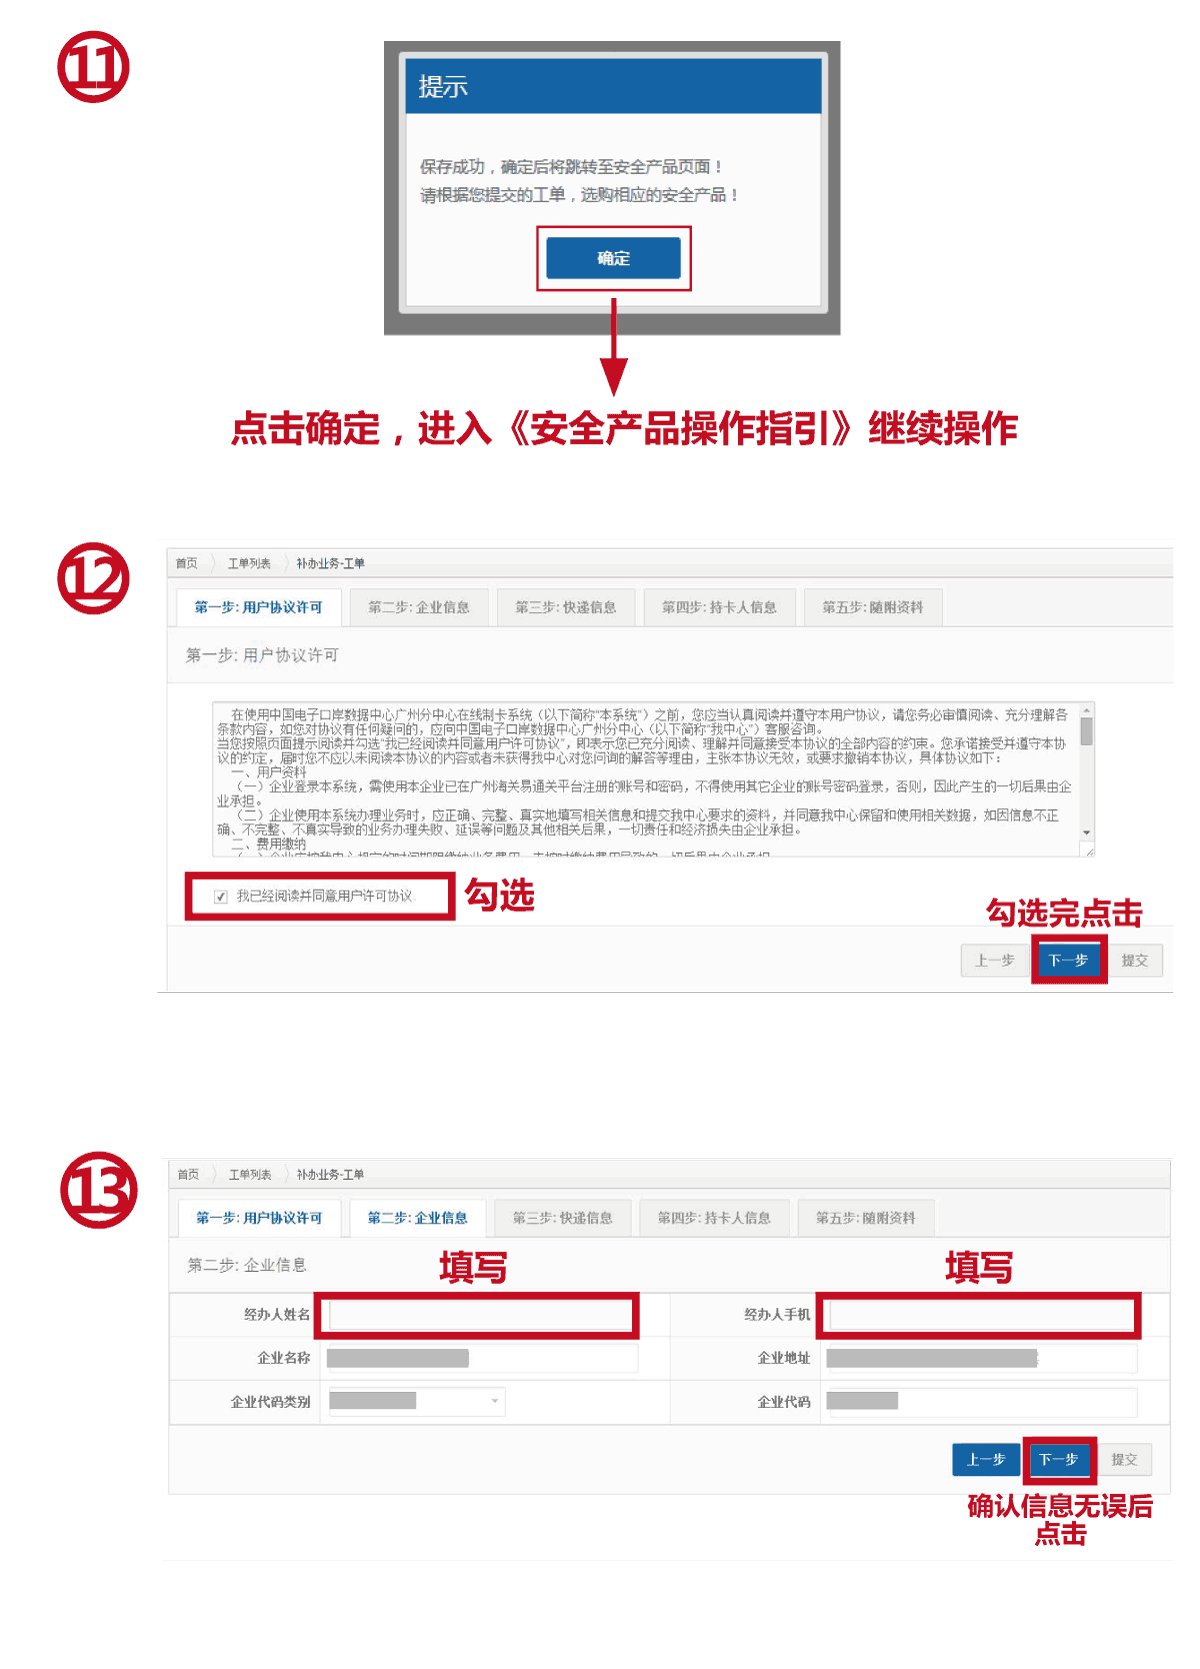 11
提示
保存成功，确定后将跳转至安全产品页面！
请根据您提交的工单，选购相应的安全产品！
确定
点击确定，进入《安全产品操作指引》继续操作
12
首页 工单列表 补办业务-工单
第一步: 用户协议许可 第二步: 企业信息 第三步: 快递信息 第四步: 持卡人信息 第五步: 随附资料
第一步: 用户协议许可
在使用中国电子口岸数据中心广州分中心在线制卡系统（以下简称“本系统”）之前，您应当认真阅读并遵守本用户协议，请您务必审慎阅读、充分理解各
条款内容，如您对协议有任何疑问的，应向中国电子口岸数据中心广州分中心（以下简称“我中心”）客服咨询。
当您按照页面提示阅读并勾选“我已经阅读并同意用户许可协议”，即表示您已充分阅读、理解并同意接受本协议的全部内容的约束。您承诺接受并遵守本协
议的约定，届时您不应以未阅读本协议的内容或者未获得我中心对您问询的解答等理由，主张本协议无效，或要求撤销本协议，具体协议如下：
一、用户资料
（一）企业登录本系统，需使用本企业已在广州海关易通关平台注册的账号和密码，不得使用其它企业的账号密码登录，否则，因此产生的一切后果由企
业承担。
（二）企业使用本系统办理业务时，应正确、完整、真实地填写相关信息和提交我中心要求的资料，并同意我中心保留和使用相关数据，如因信息不正
确、不完整、不真实导致的业务办理失败、延误等问题及其他相关后果，一切责任和经济损失由企业承担。
二、费用缴纳
我已经阅读并同意用户许可协议. 勾选
勾选完点击
上一步 下一步 提交
13
首页 工单列表 补办业务-工单
第一步: 用户协议许可 第二步: 企业信息 第三步: 快递信息 第四步: 持卡人信息 第五步: 随附资料
第二步: 企业信息 填写 填写
经办人姓名 经办人手机
企业名称 企业地址
企业代码类别 企业代码
上一步 下一步 提交
确认信息无误后
点击